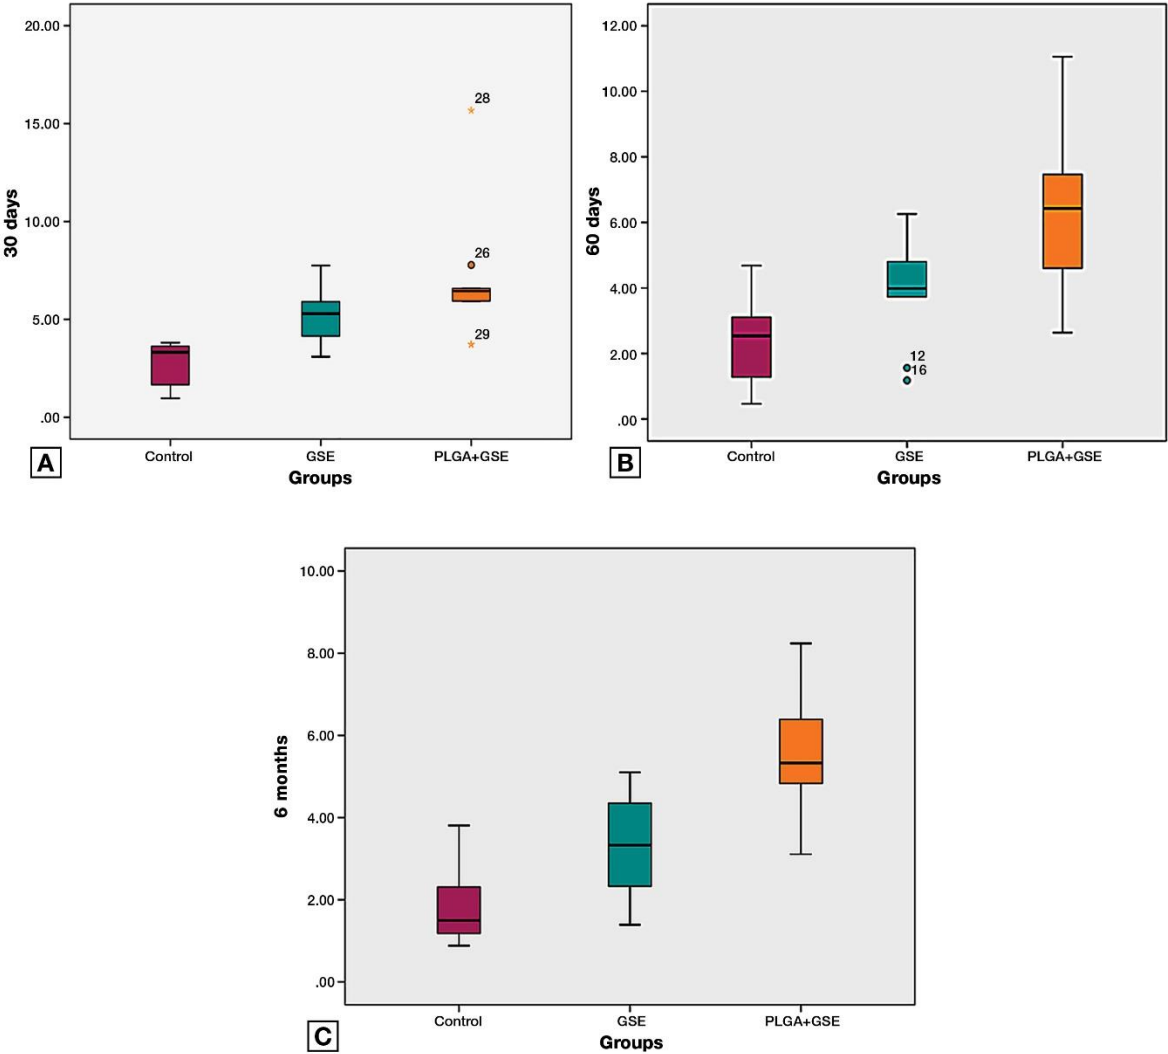 20.00
15.00
10.00
5.00
.00
30 days
28
26
29
Control GSE PLGA+GSE
Groups
A
12.00
10.00
8.00
6.00
4.00
2.00
.00
60 days
12
16
Control GSE PLGA+GSE
Groups
B
10.00
8.00
6.00
4.00
2.00
.00
6 months
Control GSE PLGA+GSE
Groups
C